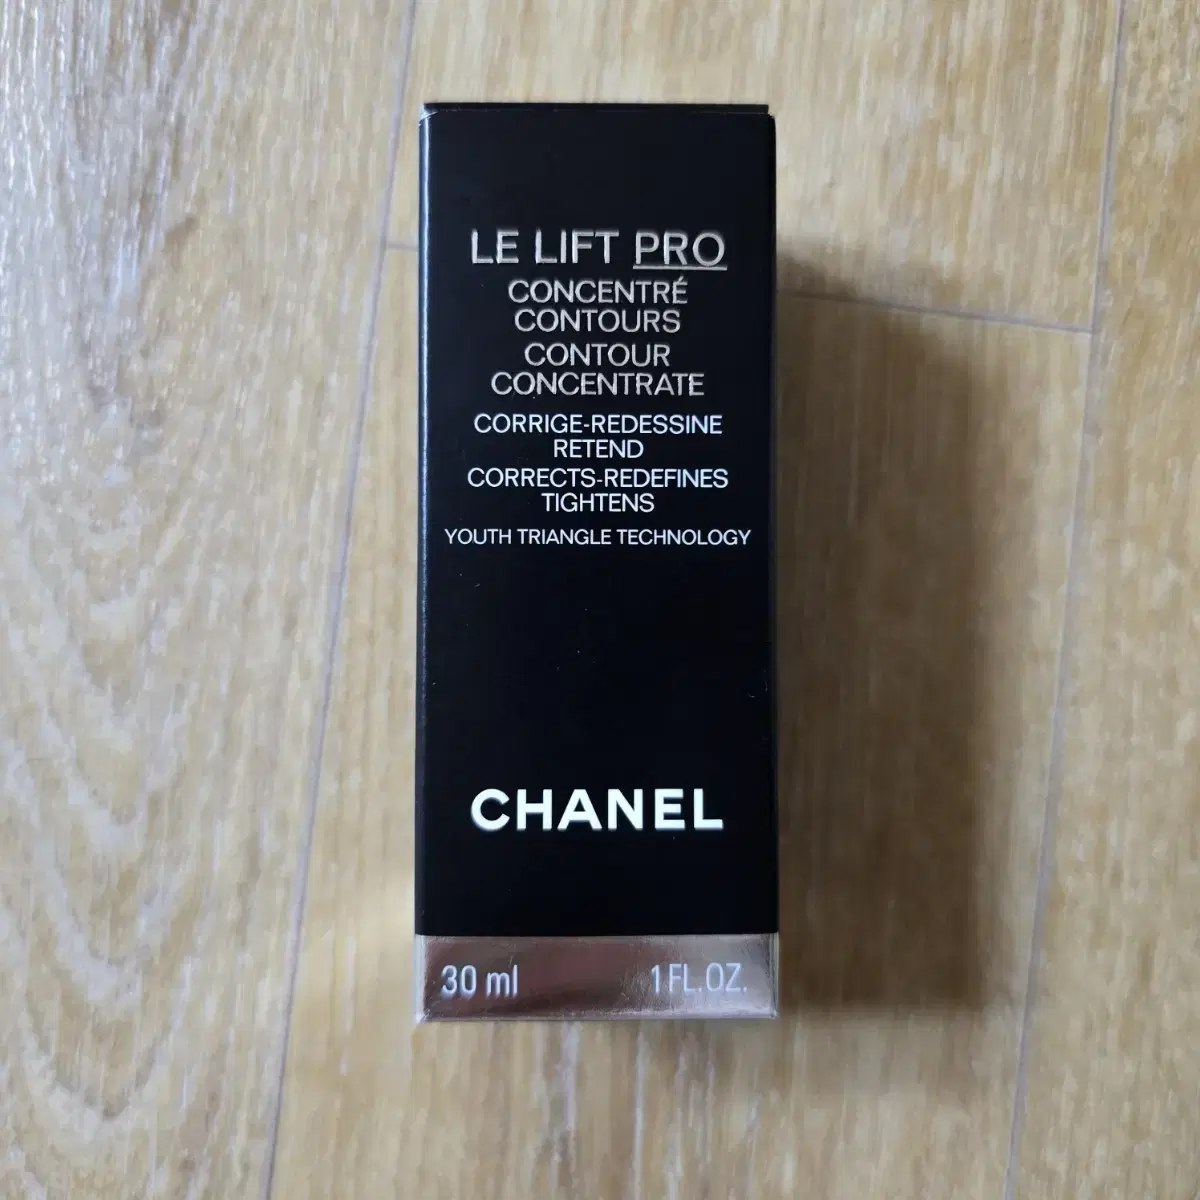 LE LIFT PRO
CONCENTRÉ
CONTOURS
CONTOUR
CONCENTRATE
CORRIGE-REDESSINE
RETEND
CORRECTS-REDEFINES
TIGHTENS
YOUTH TRIANGLE TECHNOLOGY
CHANEL
30 ml 1 FL.OZ.